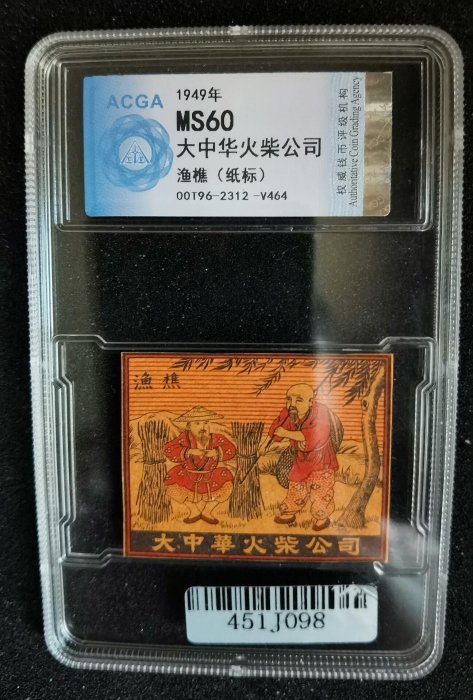 ACGA
1949年
MS60
大中华火柴公司
渔樵（纸标）
00T96-2312 -V464
权威钱币评级机构
Authoritative Coin Grading Agency
漁樵
大中華火柴公司
451J098